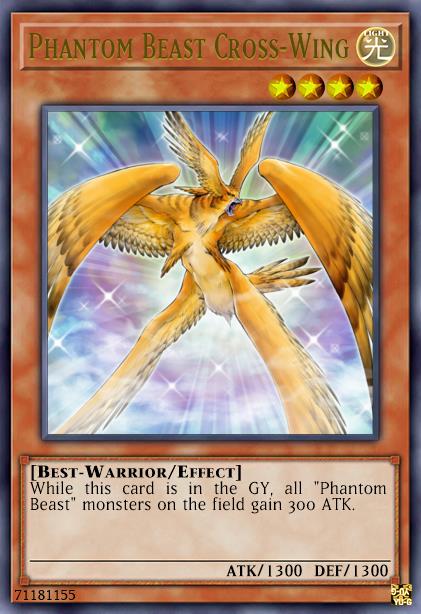 Phantom Beast Cross-Wing
LIGHT
光
[Best-Warrior/Effect]
While this card is in the GY, all "Phantom
Beast" monsters on the field gain 300 ATK.
ATK/1300 DEF/1300
71181155